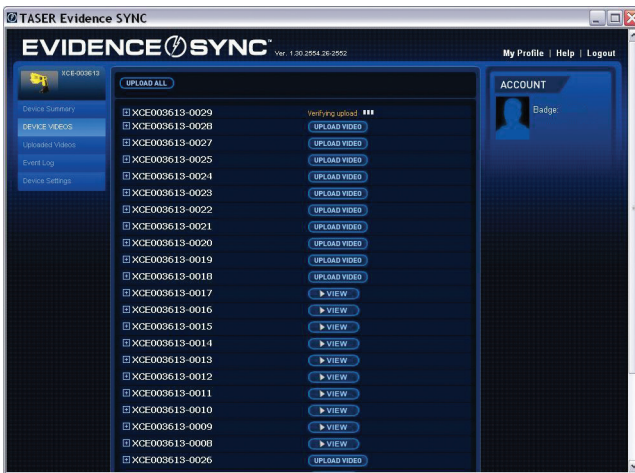 TASER Evidence SYNC
EVIDENCE SYNC Ver. 1.30.2554.26-2552
My Profile | Help | Logout
XCE-003613
Device Summary
DEVICE VIDEOS
Uploaded Videos
Event Log
Device Settings
UPLOAD ALL
XCE003613-0029 Verifying upload
XCE003613-0028 UPLOAD VIDEO
XCE003613-0027 UPLOAD VIDEO
XCE003613-0025 UPLOAD VIDEO
XCE003613-0024 UPLOAD VIDEO
XCE003613-0023 UPLOAD VIDEO
XCE003613-0022 UPLOAD VIDEO
XCE003613-0021 UPLOAD VIDEO
XCE003613-0020 UPLOAD VIDEO
XCE003613-0019 UPLOAD VIDEO
XCE003613-0018 UPLOAD VIDEO
XCE003613-0017 VIEW
XCE003613-0016 VIEW
XCE003613-0015 VIEW
XCE003613-0014 VIEW
XCE003613-0013 VIEW
XCE003613-0012 VIEW
XCE003613-0011 VIEW
XCE003613-0010 VIEW
XCE003613-0009 VIEW
XCE003613-0008 VIEW
XCE003613-0026 UPLOAD VIDEO
ACCOUNT
Badge: